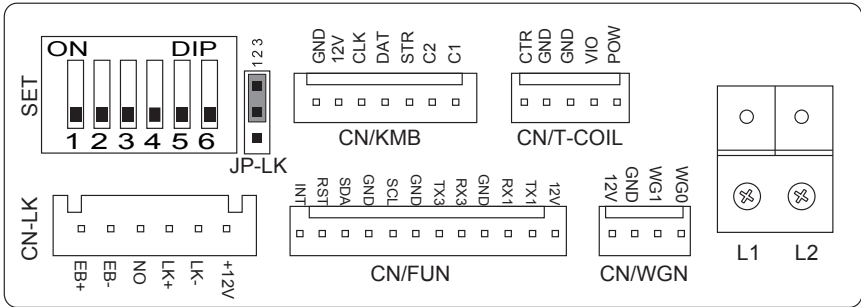 ON DIP
SET
1 2 3 4 5 6
1 2 3
JP-LK
GND 12V CLK DAT STR C2 C1
CN/KMB
CTR GND GND VIO POW
CN/T-COIL
CN-LK
EB+ EB- NO LK+ LK- +12V
INT RST SDA GND SCL GND TX3 RX3 GND RX1 TX1 12V
CN/FUN
12V GND WG1 WG0
CN/WGN
L1 L2